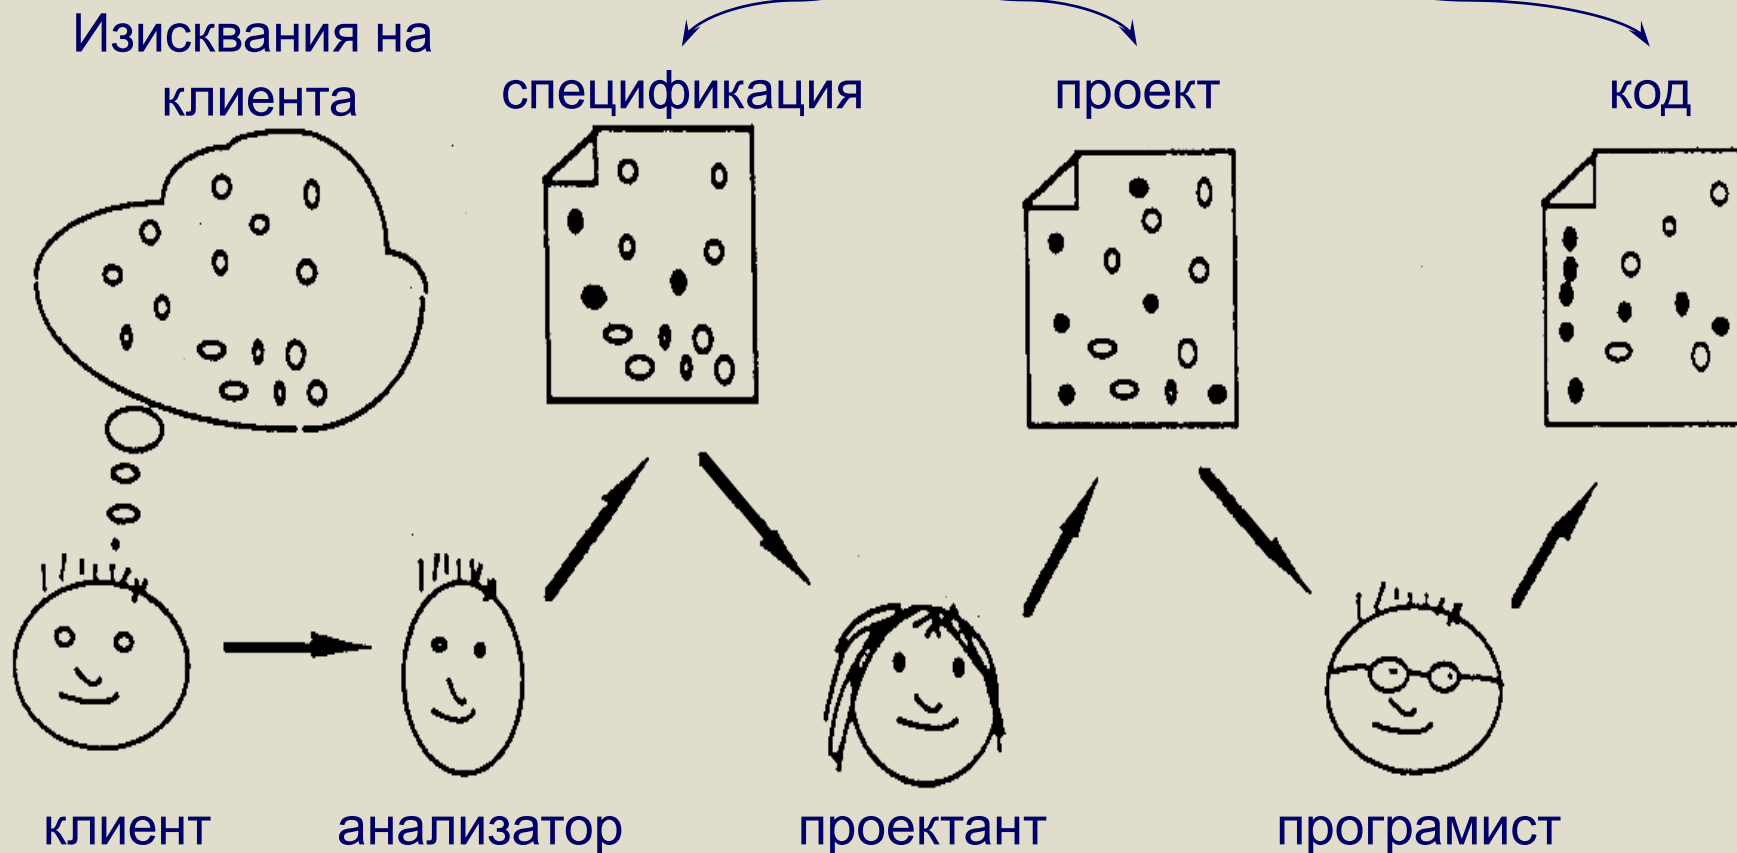 Изисквания на
клиента
спецификация
проект
код
клиент
анализатор
проектант
програмист